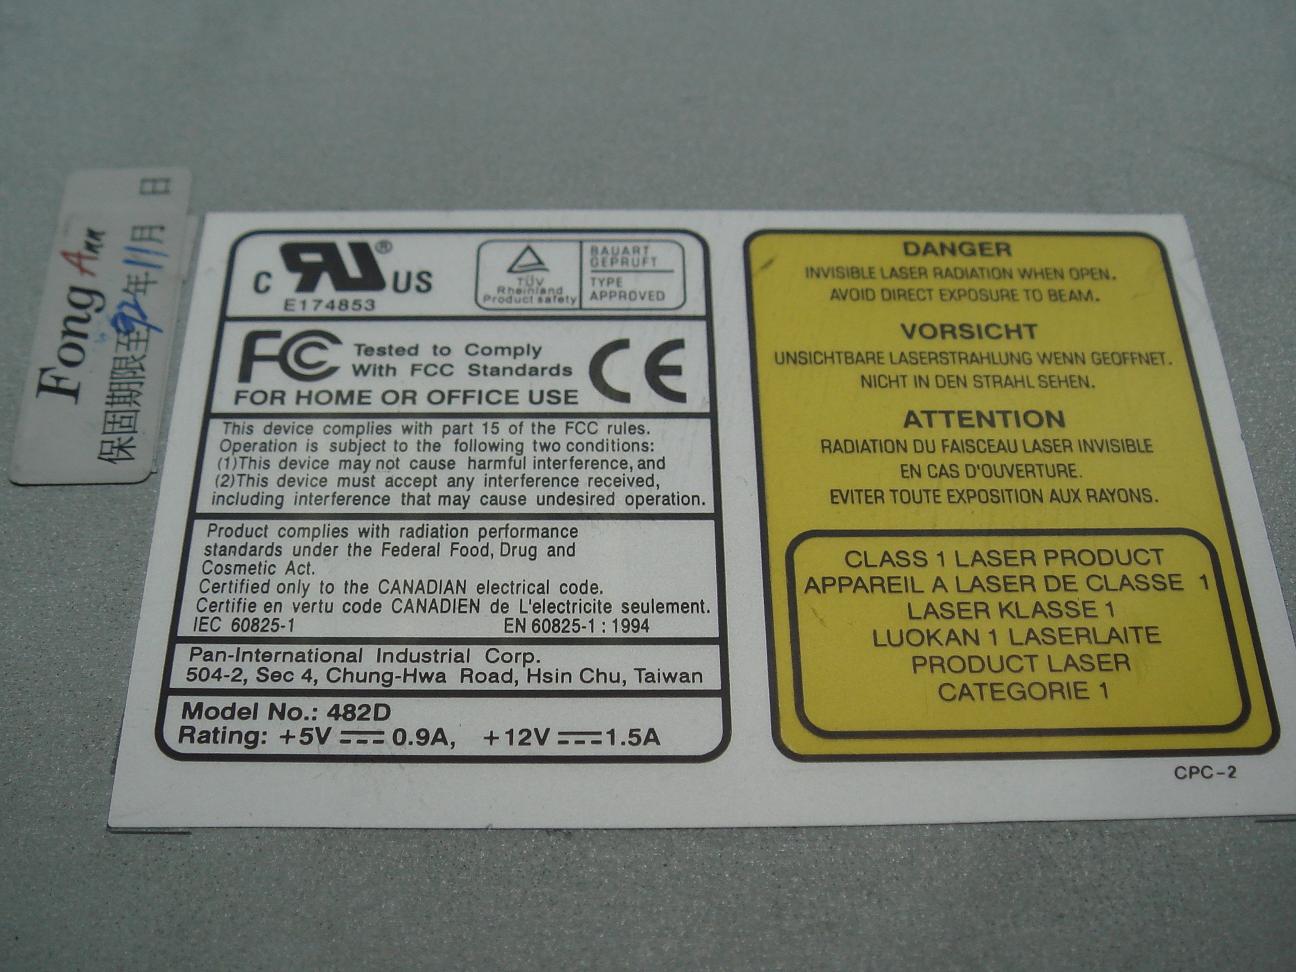 Fong Ann
保固期限至92年11月 日
C RU ® US
E174853
TÜV
Rheinland
Product safety
BAUART
GEPRUFT
TYPE
APPROVED
FC Tested to Comply
With FCC Standards
FOR HOME OR OFFICE USE
CE
This device complies with part 15 of the FCC rules.
Operation is subject to the following two conditions:
(1)This device may not cause harmful interference, and
(2)This device must accept any interference received,
including interference that may cause undesired operation.
Product complies with radiation performance
standards under the Federal Food, Drug and
Cosmetic Act.
Certified only to the CANADIAN electrical code.
Certifie en vertu code CANADIEN de L'electricite seulement.
IEC 60825-1 EN 60825-1 : 1994
Pan-International Industrial Corp.
504-2, Sec 4, Chung-Hwa Road, Hsin Chu, Taiwan
Model No.: 482D
Rating: +5V ⎓ 0.9A, +12V ⎓ 1.5A
DANGER
INVISIBLE LASER RADIATION WHEN OPEN.
AVOID DIRECT EXPOSURE TO BEAM.
VORSICHT
UNSICHTBARE LASERSTRAHLUNG WENN GEOFFNET.
NICHT IN DEN STRAHL SEHEN.
ATTENTION
RADIATION DU FAISCEAU LASER INVISIBLE
EN CAS D'OUVERTURE.
EVITER TOUTE EXPOSITION AUX RAYONS.
CLASS 1 LASER PRODUCT
APPAREIL A LASER DE CLASSE 1
LASER KLASSE 1
LUOKAN 1 LASERLAITE
PRODUCT LASER
CATEGORIE 1
CPC-2